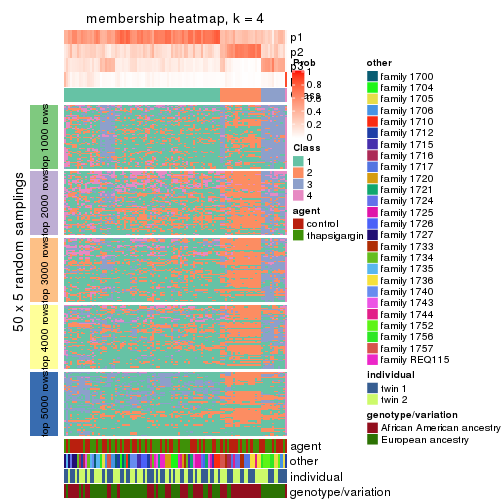 membership heatmap, k = 4
p1
p2
p3
Prob
1
0.8
0.6
0.4
0.2
0
Class
1
2
3
4
agent
control
thapsigargin
50 x 5 random samplings
top 1000 rows
top 2000 rows
top 3000 rows
top 4000 rows
top 5000 rows
agent
other
individual
genotype/variation
other
family 1700
family 1704
family 1705
family 1706
family 1710
family 1712
family 1715
family 1716
family 1717
family 1720
family 1721
family 1724
family 1725
family 1726
family 1727
family 1733
family 1734
family 1735
family 1736
family 1740
family 1743
family 1744
family 1752
family 1756
family 1757
family REQ115
individual
twin 1
twin 2
genotype/variation
African American ancestry
European ancestry